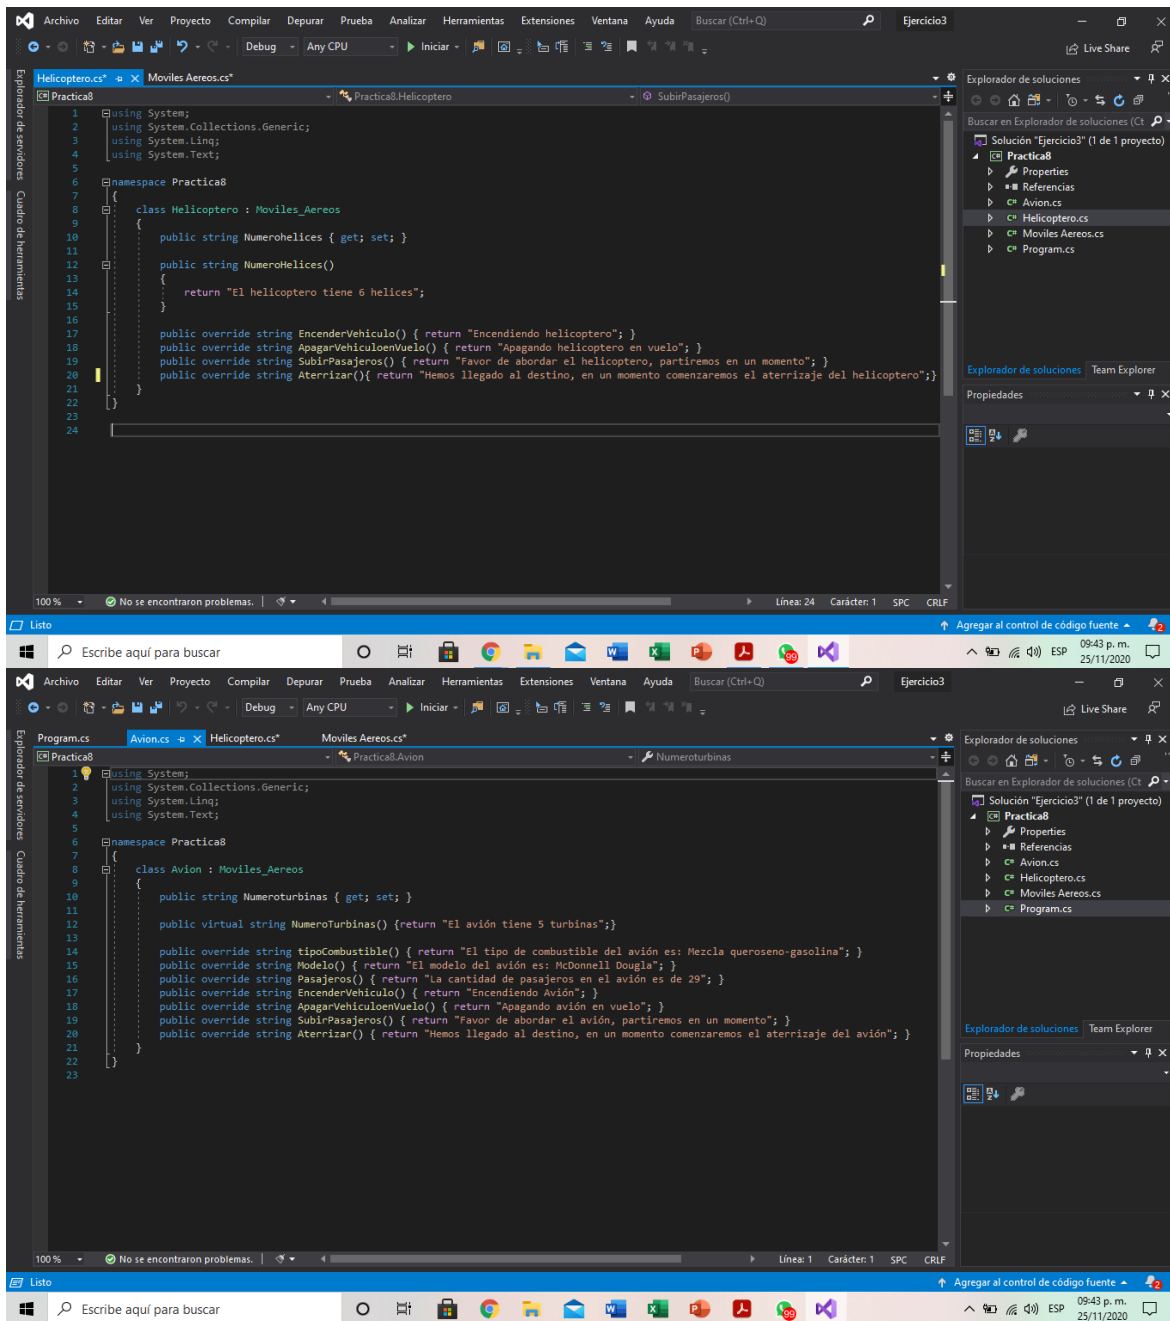 Archivo Editar Ver Proyecto Compilar Depurar Prueba Analizar Herramientas Extensiones Ventana Ayuda Buscar (Ctrl+Q) Ejercicio3
Debug Any CPU Iniciar Live Share
Explorador de servidores
Cuadro de herramientas
Helicoptero.cs* Moviles Aereos.cs*
Practica8 Practica8.Helicoptero SubirPasajeros()
1 using System;
2 using System.Collections.Generic;
3 using System.Linq;
4 using System.Text;
5
6 namespace Practica8
7 {
8 class Helicoptero : Moviles_Aereos
9 {
10 public string Numerohelices { get; set; }
11
12 public string NumeroHelices()
13 {
14 return "El helicoptero tiene 6 helices";
15 }
16
17 public override string EncenderVehiculo() { return "Encendiendo helicoptero"; }
18 public override string ApagarVehiculoenVuelo() { return "Apagando helicoptero en vuelo"; }
19 public override string SubirPasajeros() { return "Favor de abordar el helicoptero, partiremos en un momento"; }
20 public override string Aterrizar(){ return "Hemos llegado al destino, en un momento comenzaremos el aterrizaje del helicoptero";}
21 }
22 }
23
24
100 % No se encontraron problemas. Línea: 24 Carácter: 1 SPC CRLF
Explorador de soluciones
Buscar en Explorador de soluciones (Ct
Solución "Ejercicio3" (1 de 1 proyecto)
Practica8
Properties
Referencias
C# Avion.cs
C# Helicoptero.cs
C# Moviles Aereos.cs
C# Program.cs
Explorador de soluciones Team Explorer
Propiedades
Listo Agregar al control de código fuente 2
Escribe aquí para buscar 99 ESP 09:43 p. m.
25/11/2020
Archivo Editar Ver Proyecto Compilar Depurar Prueba Analizar Herramientas Extensiones Ventana Ayuda Buscar (Ctrl+Q) Ejercicio3
Debug Any CPU Iniciar Live Share
Explorador de servidores
Cuadro de herramientas
Program.cs Avion.cs Helicoptero.cs* Moviles Aereos.cs*
Practica8 Practica8.Avion Numeroturbinas
1 using System;
2 using System.Collections.Generic;
3 using System.Linq;
4 using System.Text;
5
6 namespace Practica8
7 {
8 class Avion : Moviles_Aereos
9 {
10 public string Numeroturbinas { get; set; }
11
12 public virtual string NumeroTurbinas() {return "El avión tiene 5 turbinas";}
13
14 public override string tipoCombustible() { return "El tipo de combustible del avión es: Mezcla queroseno-gasolina"; }
15 public override string Modelo() { return "El modelo del avión es: McDonnell Dougla"; }
16 public override string Pasajeros() { return "La cantidad de pasajeros en el avión es de 29"; }
17 public override string EncenderVehiculo() { return "Encendiendo Avión"; }
18 public override string ApagarVehiculoenVuelo() { return "Apagando avión en vuelo"; }
19 public override string SubirPasajeros() { return "Favor de abordar el avión, partiremos en un momento"; }
20 public override string Aterrizar() { return "Hemos llegado al destino, en un momento comenzaremos el aterrizaje del avión"; }
21 }
22 }
23
100 % No se encontraron problemas. Línea: 1 Carácter: 1 SPC CRLF
Explorador de soluciones
Buscar en Explorador de soluciones (Ct
Solución "Ejercicio3" (1 de 1 proyecto)
Practica8
Properties
Referencias
C# Avion.cs
C# Helicoptero.cs
C# Moviles Aereos.cs
C# Program.cs
Explorador de soluciones Team Explorer
Propiedades
Listo Agregar al control de código fuente 2
Escribe aquí para buscar 99 ESP 09:43 p. m.
25/11/2020